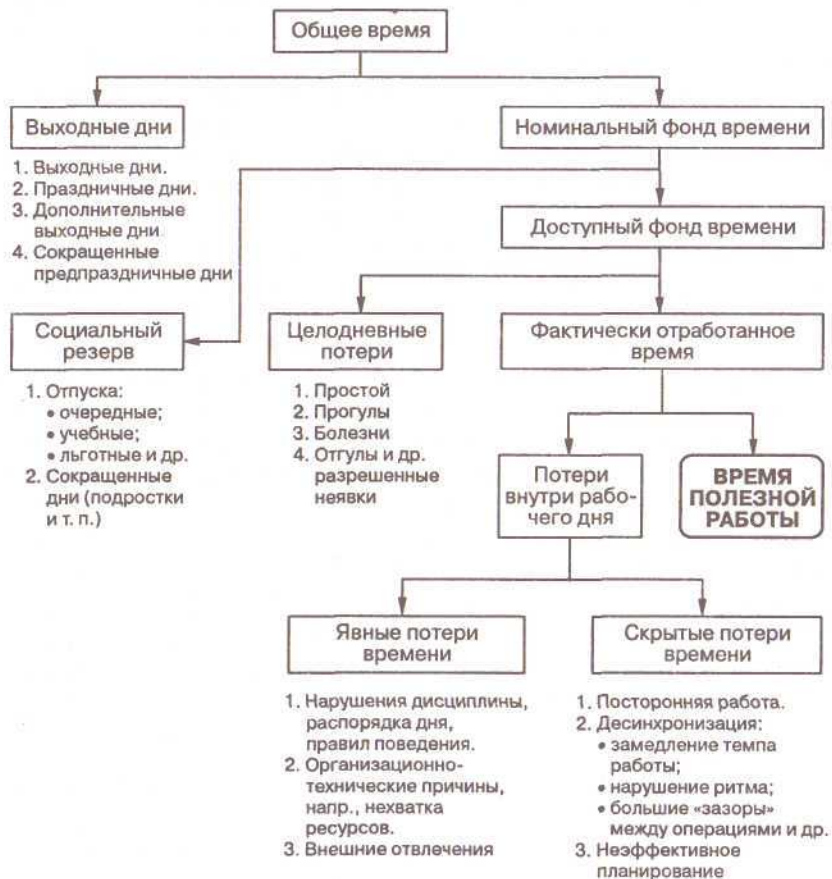 Общее время
Выходные дни
Номинальный фонд времени
1. Выходные дни.
2. Праздничные дни.
3. Дополнительные
выходные дни
4. Сокращенные
предпраздничные дни
Доступный фонд времени
Социальный
резерв
Целодневные
потери
Фактически отработанное
время
1. Отпуска:
• очередные;
• учебные;
• льготные и др.
2. Сокращенные
дни (подростки
и т. п.)
1. Простой
2. Прогулы
3. Болезни
4. Отгулы и др.
разрешенные
неявки
Потери
внутри рабо-
чего дня
ВРЕМЯ
ПОЛЕЗНОЙ
РАБОТЫ
Явные потери
времени
Скрытые потери
времени
1. Нарушения дисциплины,
распорядка дня,
правил поведения.
2. Организационно-
технические причины,
напр., нехватка
ресурсов.
3. Внешние отвлечения
1. Посторонняя работа.
2. Десинхронизация:
• замедление темпа
работы;
• нарушение ритма;
• большие «зазоры»
между операциями и др.
3. Неэффективное
планирование